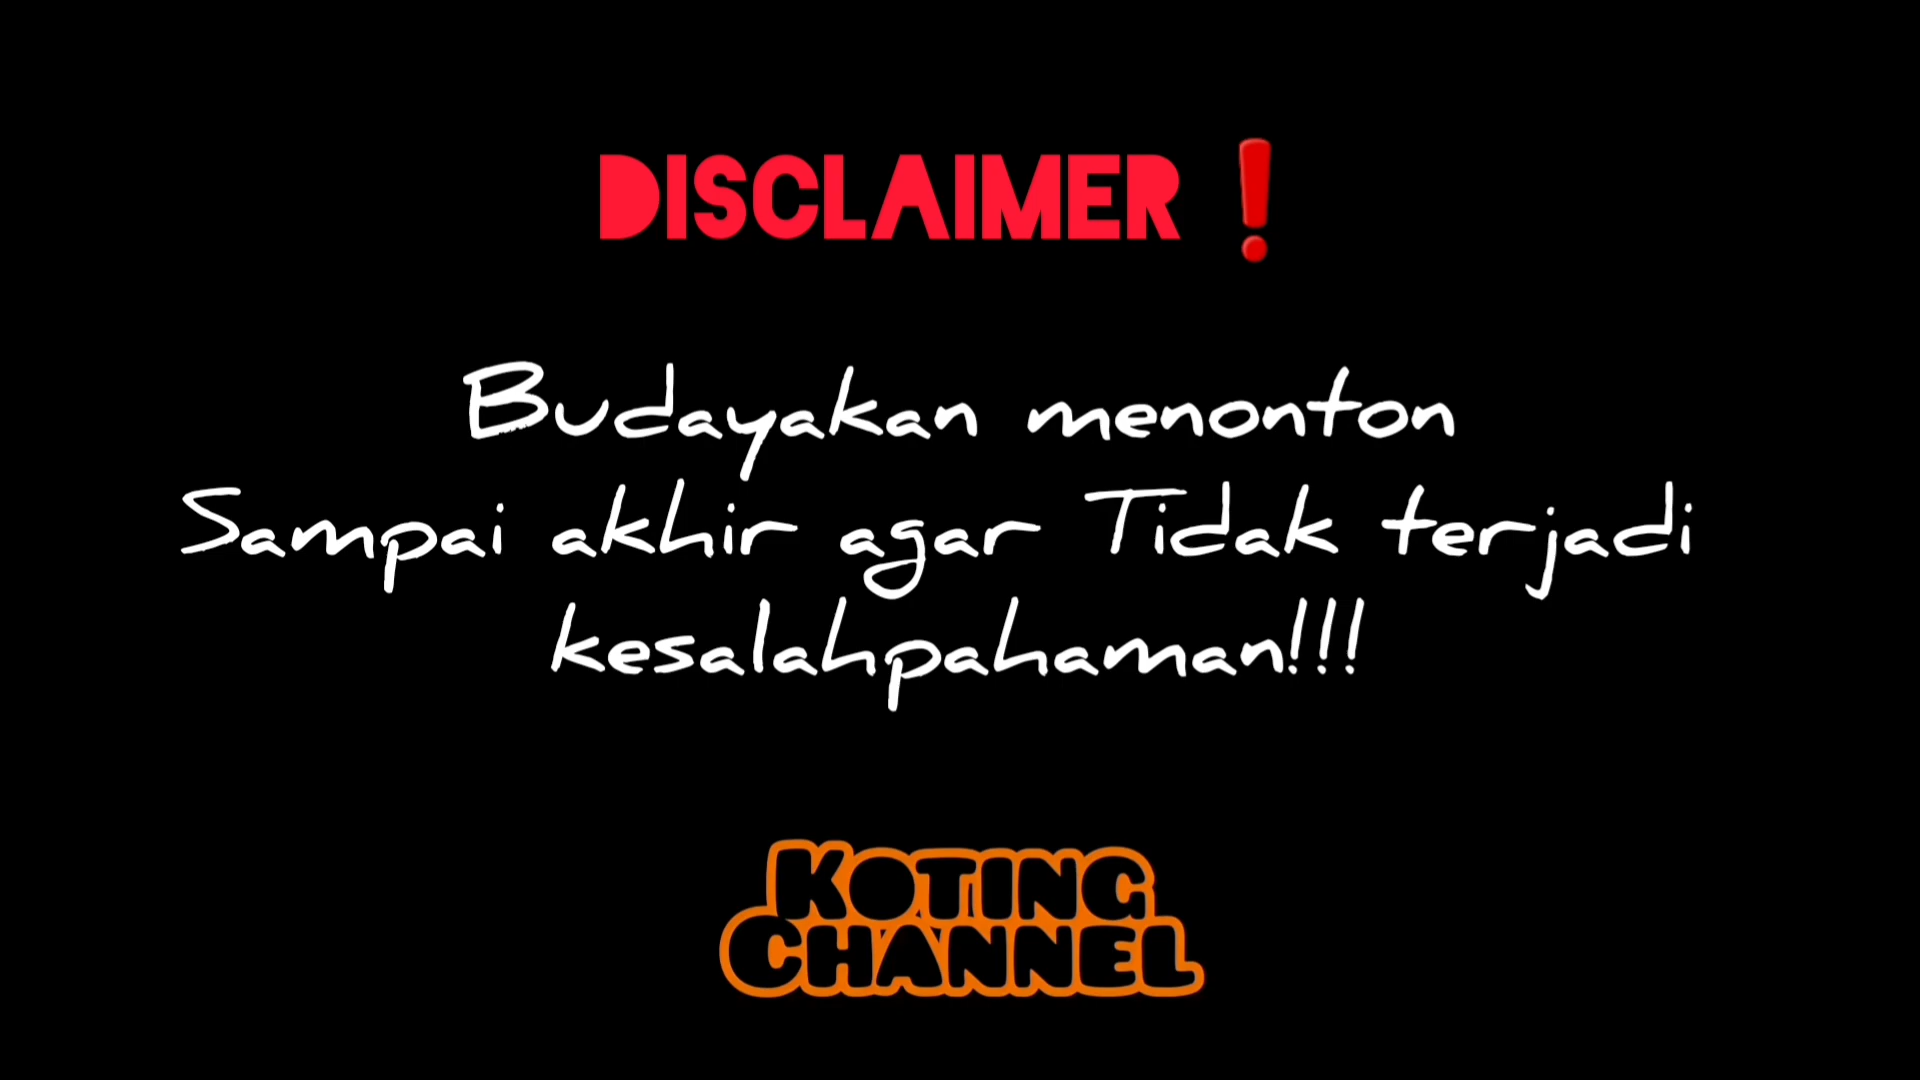 DISCLAIMER❗
Budayakan menonton
Sampai akhir agar Tidak terjadi
kesalahpahaman!!!
KOTING
CHANNEL